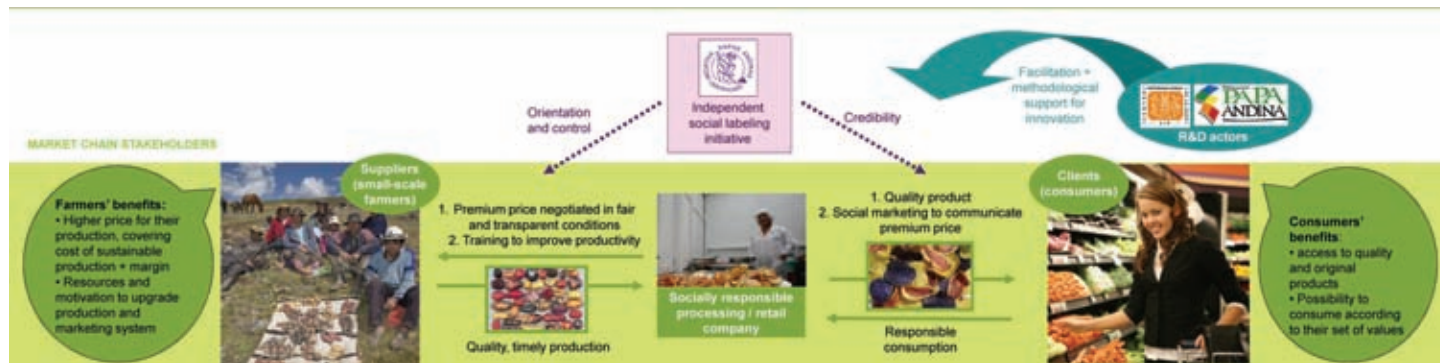 Independent
social labeling
initiative
Orientation
and control
Credibility
Facilitation +
methodological
support for
innovation
PAPA
ANDINA
R&D actors
MARKET CHAIN STAKEHOLDERS
Farmers' benefits:
• Higher price for their
production, covering
cost of sustainable
production + margin
• Resources and
motivation to upgrade
production and
marketing system
Suppliers
(small-scale
farmers)
1. Premium price negotiated in fair
and transparent conditions
2. Training to improve productivity
Quality, timely production
Socially responsible
processing / retail
company
1. Quality product
2. Social marketing to communicate
premium price
Responsible
consumption
Clients
(consumers)
Consumers'
benefits:
• access to quality
and original
products
• Possibility to
consume according
to their set of values